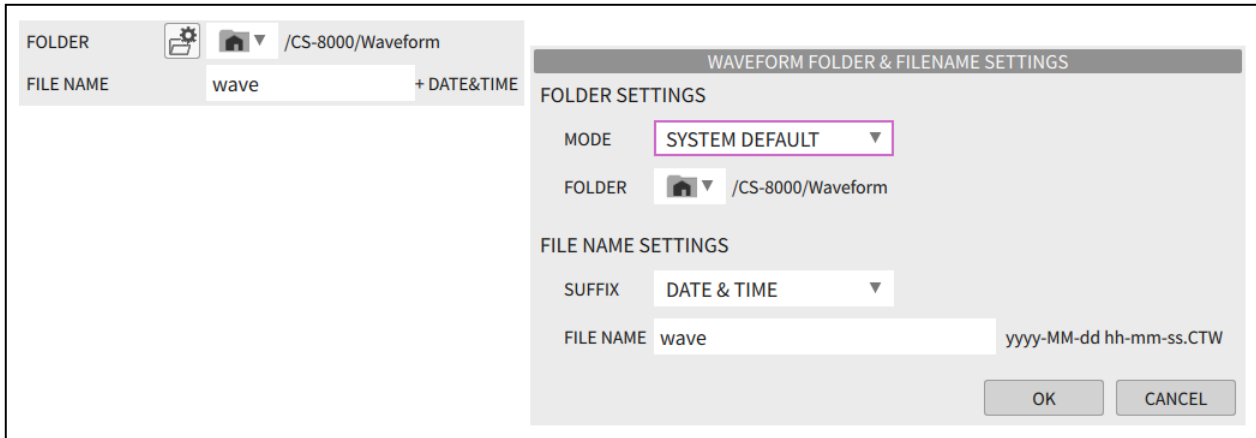 FOLDER /CS-8000/Waveform
FILE NAME wave + DATE&TIME
WAVEFORM FOLDER & FILENAME SETTINGS
FOLDER SETTINGS
MODE SYSTEM DEFAULT
FOLDER /CS-8000/Waveform
FILE NAME SETTINGS
SUFFIX DATE & TIME
FILE NAME wave yyyy-MM-dd hh-mm-ss.CTW
OK CANCEL